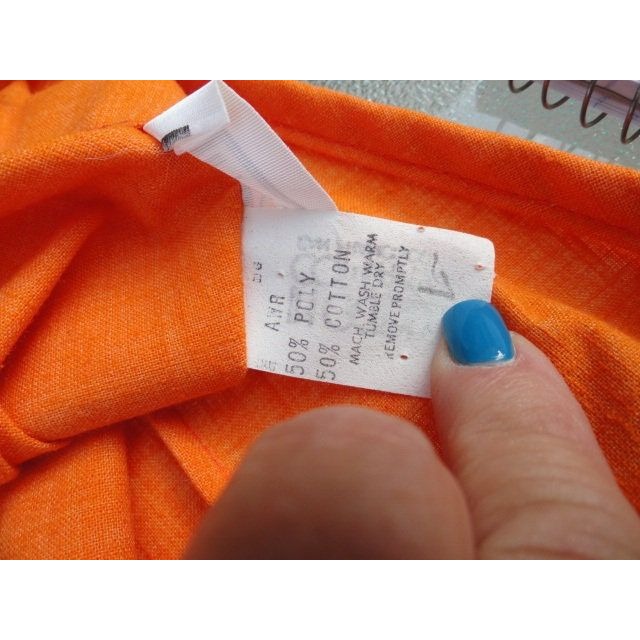 AWR
50% POLY
50% COTTON
MACH. WASH WARM
TUMBLE DRY
REMOVE PROMPTLY